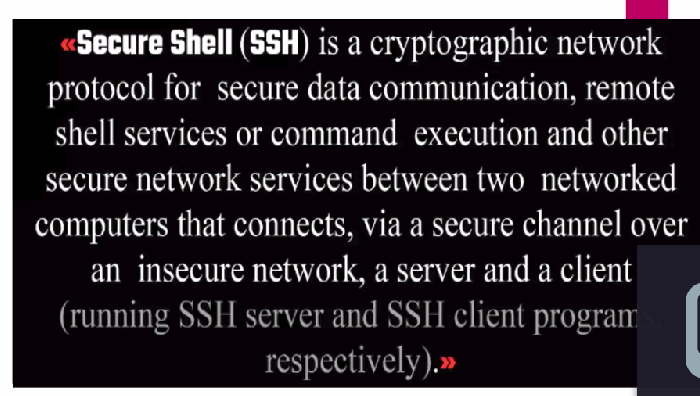 «Secure Shell (SSH) is a cryptographic network
protocol for secure data communication, remote
shell services or command execution and other
secure network services between two networked
computers that connects, via a secure channel over
an insecure network, a server and a client
(running SSH server and SSH client programs,
respectively).»